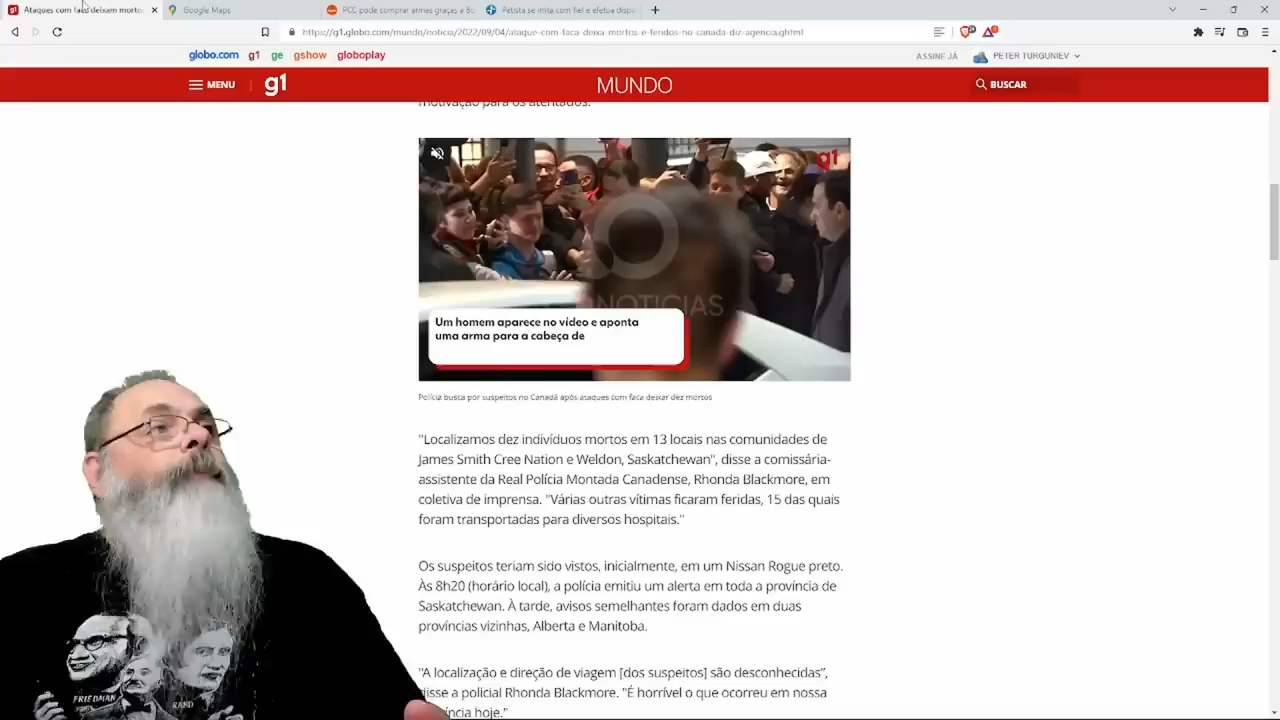 Ataques com faca deixam mortos
Google Maps
PCC pode comprar armas graças a Bo
Petista se irrita com fiel e efetua dispa
https://g1.globo.com/mundo/noticia/2022/09/04/ataque-com-faca-deixa-mortos-e-feridos-no-canada-diz-agencia.ghtml
globo.com g1 ge gshow globoplay
ASSINE JÁ
PETER TURGUNIEV
MENU
g1
MUNDO
BUSCAR
motivação para os atentados.
g1
NOTICIAS
Um homem aparece no vídeo e aponta
uma arma para a cabeça de
Polícia busca por suspeitos no Canadá após ataques com faca deixar dez mortos
"Localizamos dez indivíduos mortos em 13 locais nas comunidades de
James Smith Cree Nation e Weldon, Saskatchewan", disse a comissária-
assistente da Real Polícia Montada Canadense, Rhonda Blackmore, em
coletiva de imprensa. "Várias outras vítimas ficaram feridas, 15 das quais
foram transportadas para diversos hospitais."
Os suspeitos teriam sido vistos, inicialmente, em um Nissan Rogue preto.
Às 8h20 (horário local), a polícia emitiu um alerta em toda a província de
Saskatchewan. À tarde, avisos semelhantes foram dados em duas
províncias vizinhas, Alberta e Manitoba.
"A localização e direção de viagem [dos suspeitos] são desconhecidas",
disse a policial Rhonda Blackmore. "É horrível o que ocorreu em nossa
víncia hoje."
FRIEDMAN
RAND